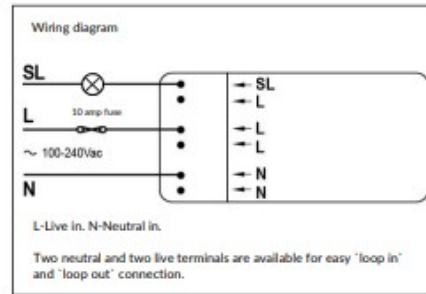 Wiring diagram
SL
SL
L
L
10 amp fuse
L
L
~ 100-240Vac
N
N
N
L-Live in. N-Neutral in.
Two neutral and two live terminals are available for easy `loop in`
and `loop out` connection.